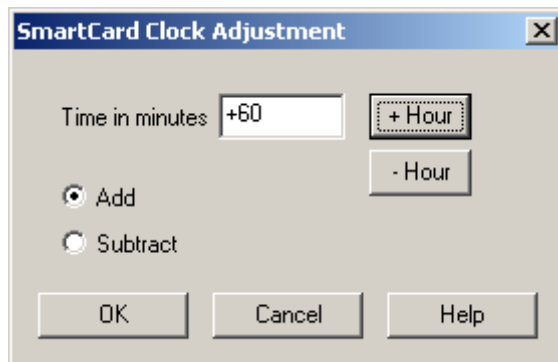 SmartCard Clock Adjustment
Time in minutes +60 + Hour
- Hour
Add
Subtract
OK Cancel Help